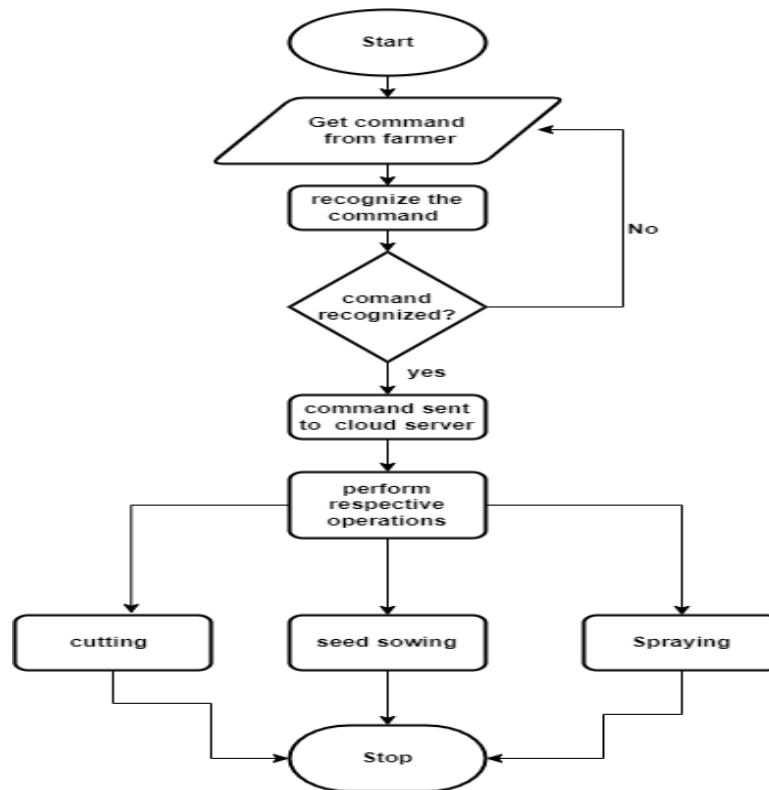 Start
Get command
from farmer
recognize the
command
No
comand
recognized?
yes
command sent
to cloud server
perform
respective
operations
cutting
seed sowing
Spraying
Stop